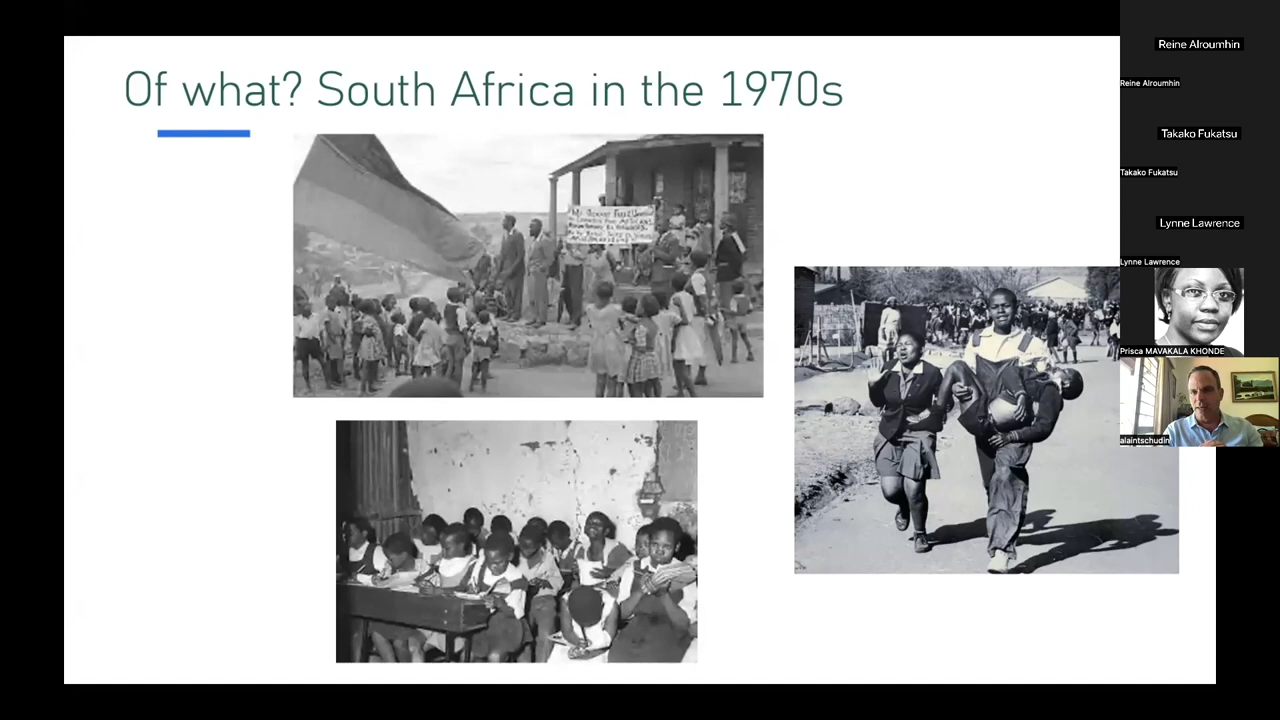 Of what? South Africa in the 1970s
Reine Alroumhin
Reine Alroumhin
Takako Fukatsu
Takako Fukatsu
Lynne Lawrence
Lynne Lawrence
Prisca MAVAKALA KHONDE
alaintschudin